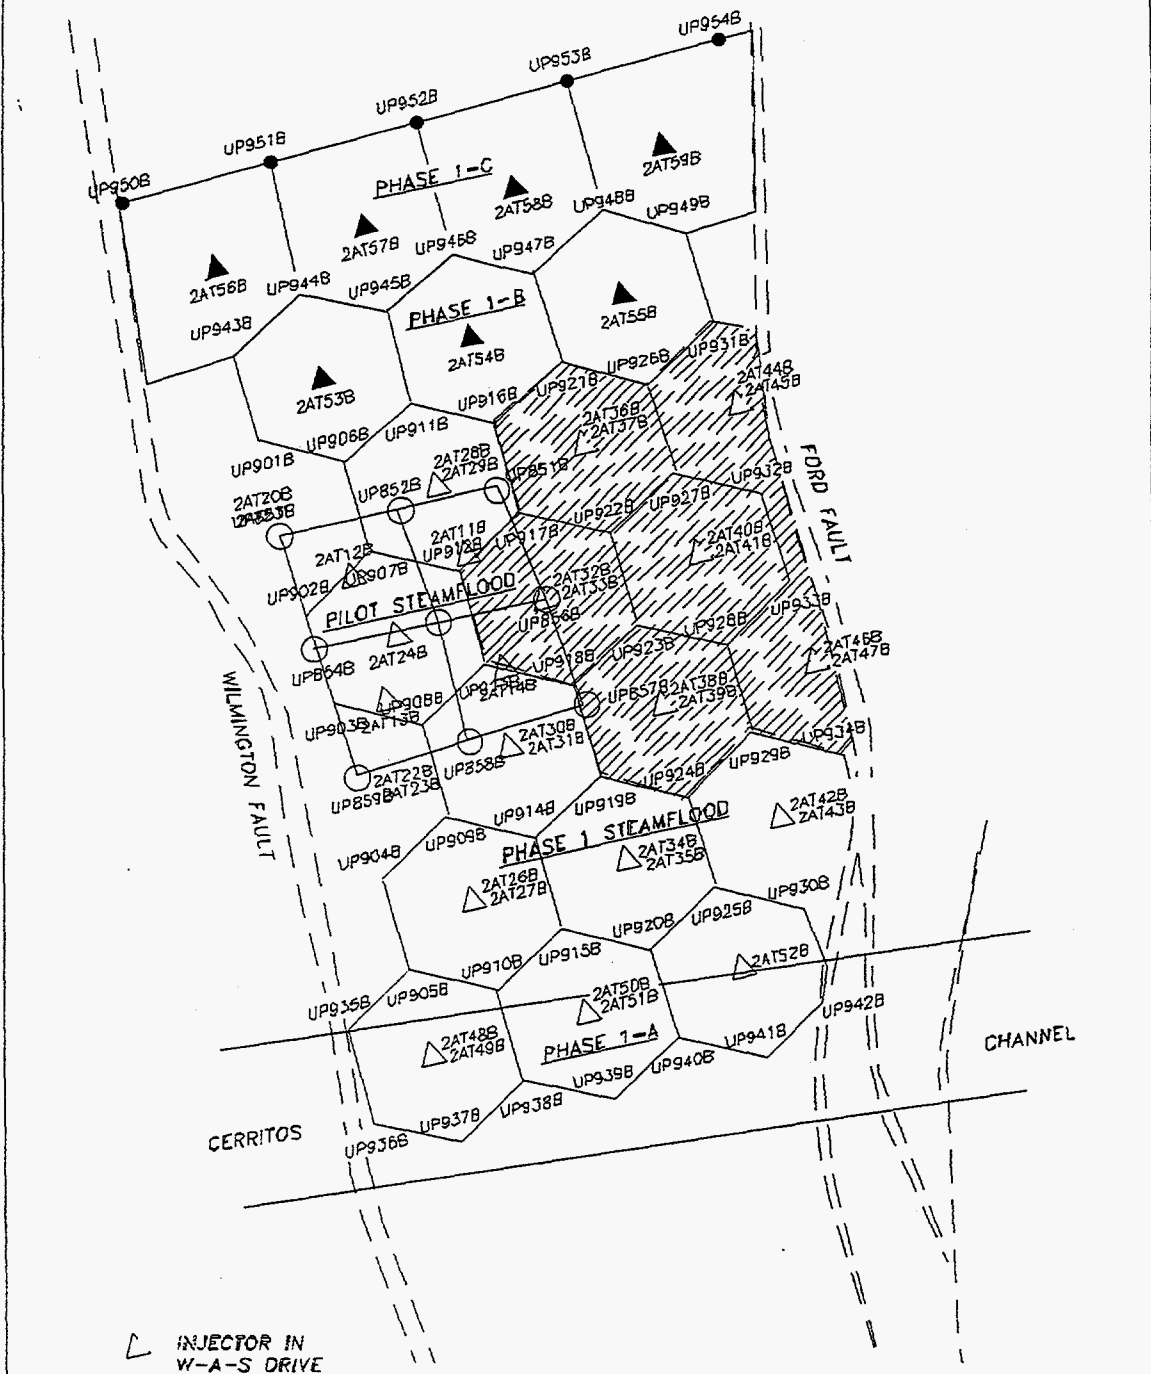 UP954B
UP953B
UP952B
UP951B
UP950B
PHASE 1-C
2AT59B
2AT58B
2AT57B
2AT56B
UP948B
UP949B
UP946B
UP947B
UP944B
UP945B
UP943B
PHASE 1-B
2AT55B
2AT54B
2AT53B
UP931B
UP926B
UP921B
UP916B
UP911B
UP906B
UP901B
2AT44B
2AT45B
2AT36B
2AT37B
FORD FAULT
2AT28B
2AT29B
UP851B
UP852B
2AT20B
UP932B
UP927B
UP922B
UP917B
UP912B
2AT11B
2AT12B
UP907B
UP902B
2AT40B
2AT41B
2AT32B
2AT33B
PILOT STEAMFLOOD
UP856B
UP933B
UP928B
UP923B
UP918B
2AT14B
2AT24B
UP854B
2AT46B
2AT47B
UP857B
2AT38B
2AT39B
UP908B
UP903B
2AT13B
2AT30B
2AT31B
UP934B
UP929B
UP924B
UP919B
UP914B
UP909B
UP904B
UP858B
2AT22B
2AT23B
UP859B
WILMINGTON FAULT
PHASE 1 STEAMFLOOD
2AT42B
2AT43B
2AT34B
2AT35B
2AT26B
2AT27B
UP930B
UP925B
UP920B
UP915B
UP910B
UP905B
UP935B
2AT52B
2AT50B
2AT51B
2AT48B
2AT49B
PHASE 1-A
UP942B
UP941B
UP940B
UP939B
UP938B
UP937B
UP936B
CHANNEL
CERRITOS
INJECTOR IN
W-A-S DRIVE